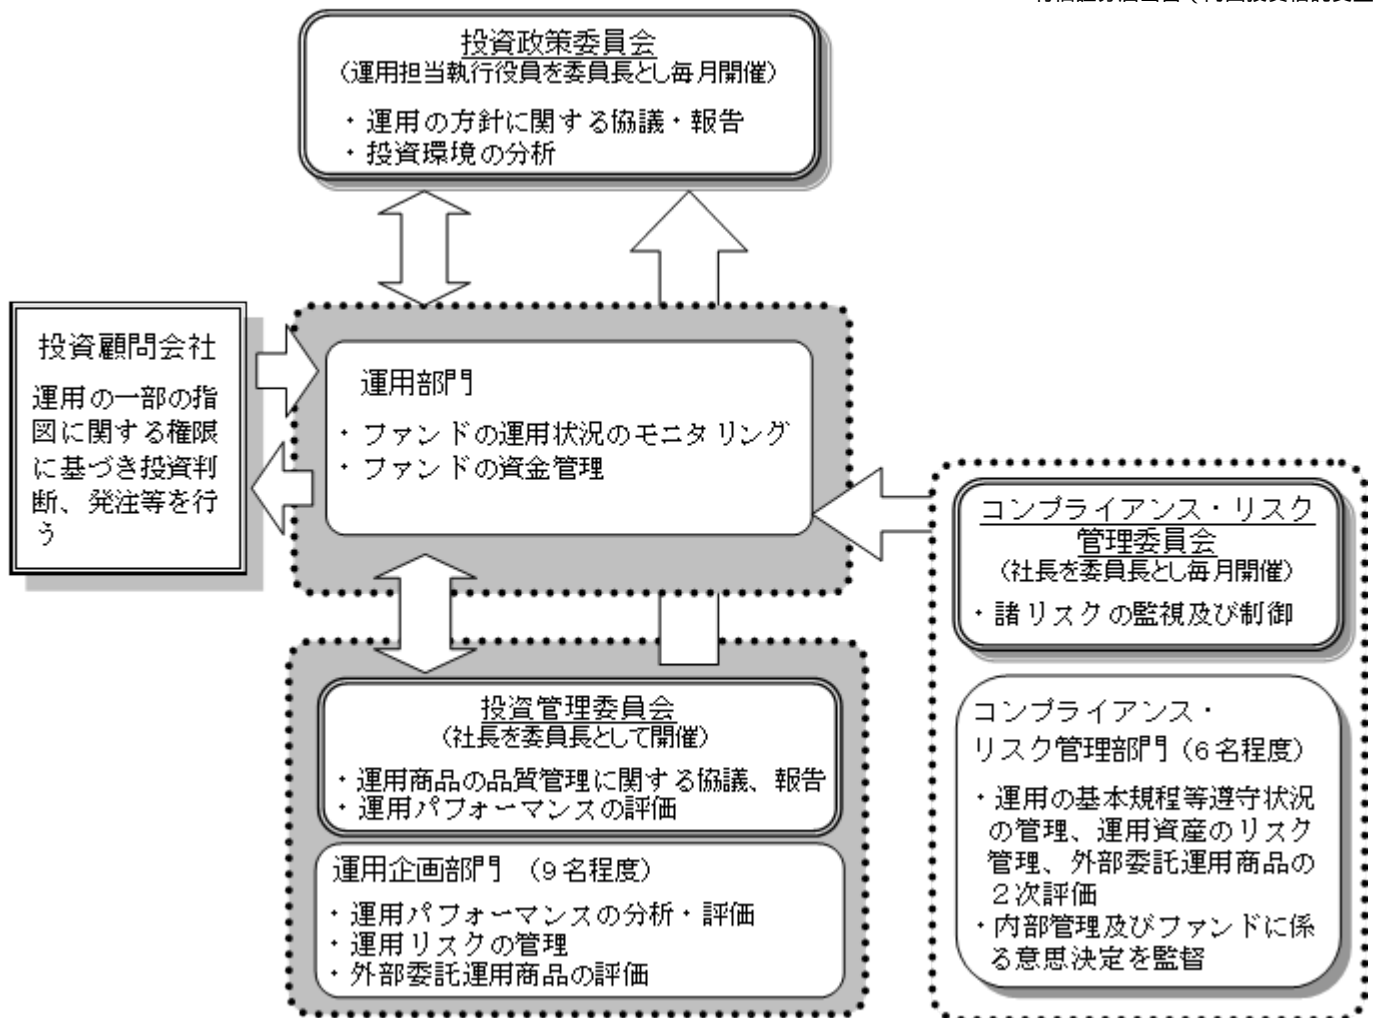 投資政策委員会
（運用担当執行役員を委員長とし毎月開催）
・運用の方針に関する協議・報告
・投資環境の分析
投資顧問会社
運用の一部の指
図に関する権限
に基づき投資判
断、発注等を行
う
運用部門
・ファンドの運用状況のモニタリング
・ファンドの資金管理
コンプライアンス・リスク
管理委員会
（社長を委員長とし毎月開催）
・諸リスクの監視及び制御
投資管理委員会
（社長を委員長として開催）
・運用商品の品質管理に関する協議、報告
・運用パフォーマンスの評価
運用企画部門　（９名程度）
・運用パフォーマンスの分析・評価
・運用リスクの管理
・外部委託運用商品の評価
コンプライアンス・
リスク管理部門（６名程度）
・運用の基本規程等遵守状況
の管理、運用資産のリスク
管理、外部委託運用商品の
２次評価
・内部管理及びファンドに係
る意思決定を監督